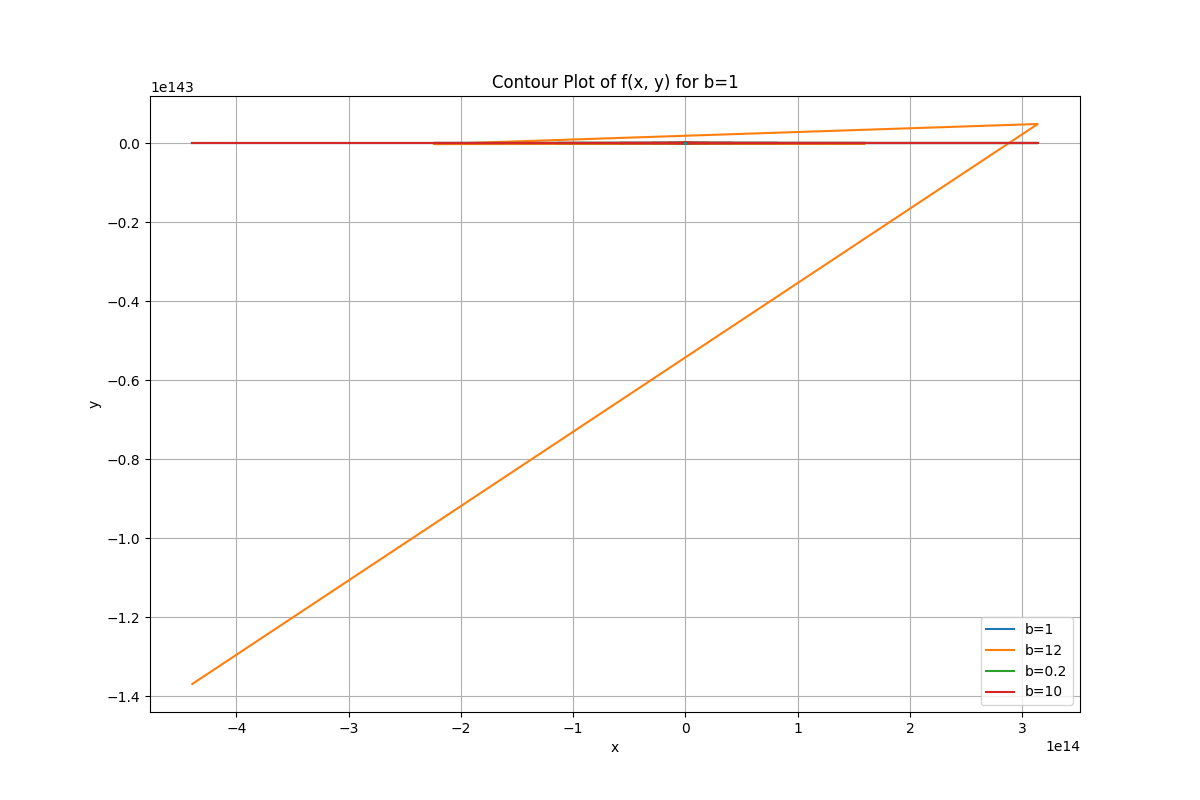 Contour Plot of f(x, y) for b=1
1e143
0.0
−0.2
−0.4
−0.6
−0.8
−1.0
−1.2
−1.4
y
b=1
b=12
b=0.2
b=10
−4 −3 −2 −1 0 1 2 3
x
1e14